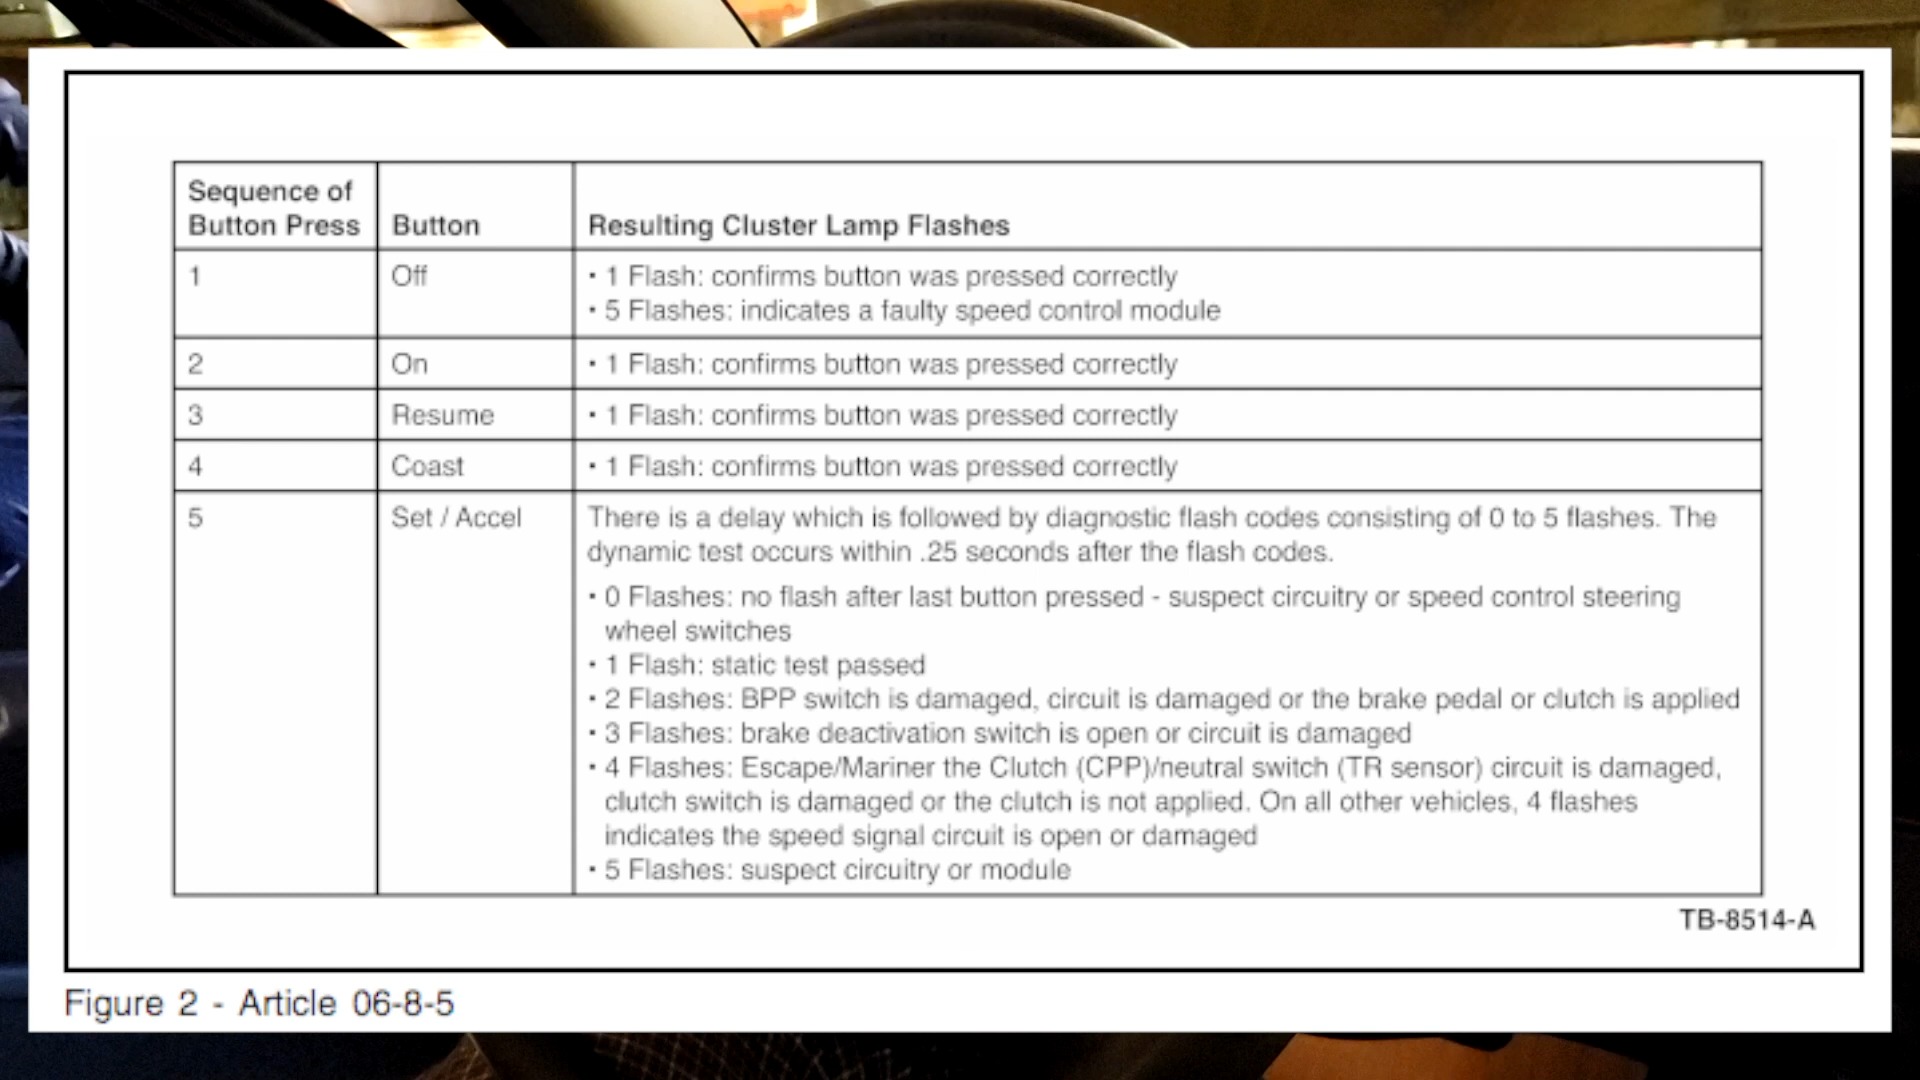 Sequence of
Button Press
Button
Resulting Cluster Lamp Flashes
1
Off
• 1 Flash: confirms button was pressed correctly
• 5 Flashes: indicates a faulty speed control module
2
On
• 1 Flash: confirms button was pressed correctly
3
Resume
• 1 Flash: confirms button was pressed correctly
4
Coast
• 1 Flash: confirms button was pressed correctly
5
Set / Accel
There is a delay which is followed by diagnostic flash codes consisting of 0 to 5 flashes. The
dynamic test occurs within .25 seconds after the flash codes.
• 0 Flashes: no flash after last button pressed - suspect circuitry or speed control steering
wheel switches
• 1 Flash: static test passed
• 2 Flashes: BPP switch is damaged, circuit is damaged or the brake pedal or clutch is applied
• 3 Flashes: brake deactivation switch is open or circuit is damaged
• 4 Flashes: Escape/Mariner the Clutch (CPP)/neutral switch (TR sensor) circuit is damaged,
clutch switch is damaged or the clutch is not applied. On all other vehicles, 4 flashes
indicates the speed signal circuit is open or damaged
• 5 Flashes: suspect circuitry or module
TB-8514-A
Figure 2 - Article 06-8-5